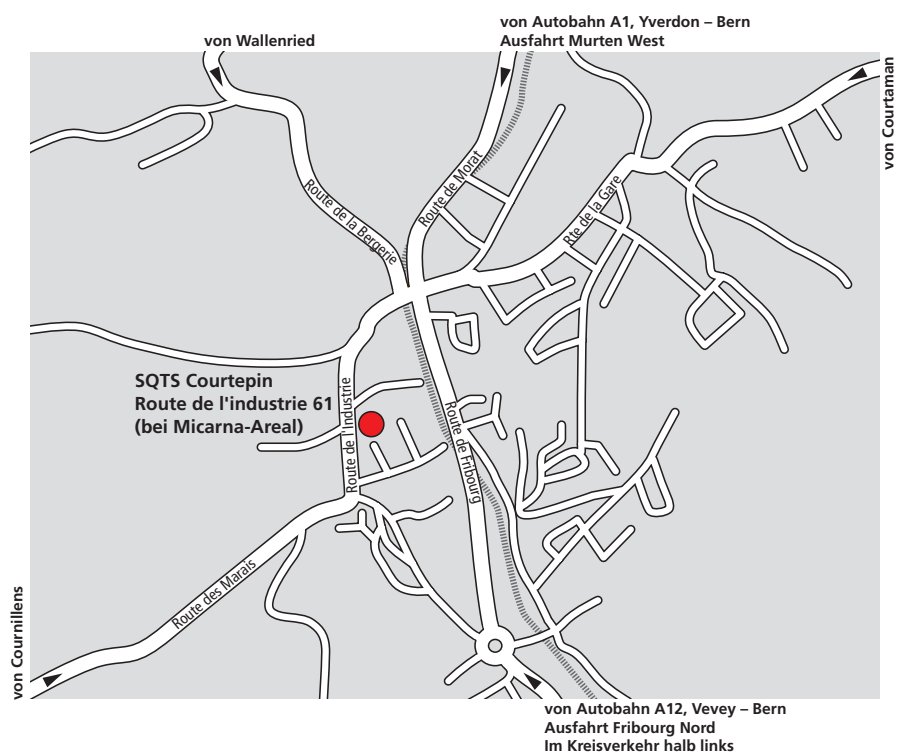 von Autobahn A1, Yverdon – Bern
Ausfahrt Murten West
von Wallenried
von Courtaman
Route de Morat
Route de la Bergerie
Rte de la Gare
SQTS Courtepin
Route de l'industrie 61
(bei Micarna-Areal)
Route de l'Industrie
Route de Fribourg
Route des Marais
von Cournillens
von Autobahn A12, Vevey – Bern
Ausfahrt Fribourg Nord
Im Kreisverkehr halb links